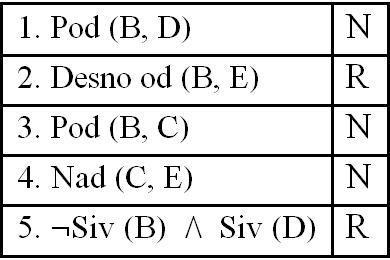 1. Pod (B, D) N
2. Desno od (B, E) R
3. Pod (B, C) N
4. Nad (C, E) N
5. ¬Siv (B) ∧ Siv (D) R